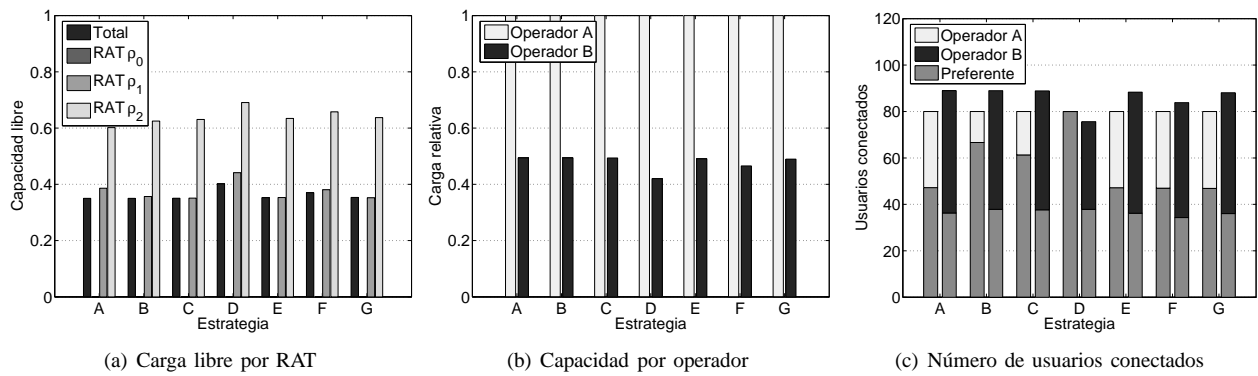 Total
RAT ρ0
RAT ρ1
RAT ρ2
1
0.8
0.6
0.4
0.2
0
Capacidad libre
A B C D E F G
Estrategia
(a) Carga libre por RAT
Operador A
Operador B
1
0.8
0.6
0.4
0.2
0
Carga relativa
A B C D E F G
Estrategia
(b) Capacidad por operador
Operador A
Operador B
Preferente
120
100
80
60
40
20
0
Usuarios conectados
A B C D E F G
Estrategia
(c) Número de usuarios conectados